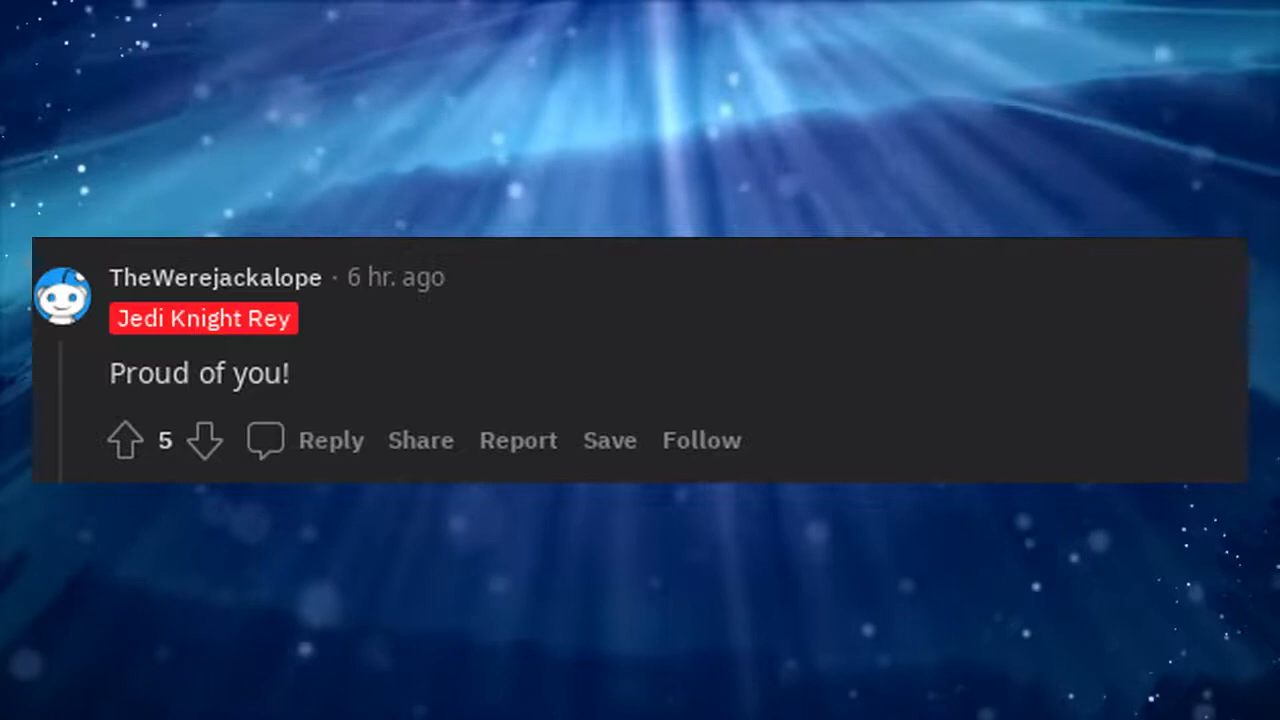 TheWerejackalope · 6 hr. ago
Jedi Knight Rey
Proud of you!
5 Reply Share Report Save Follow